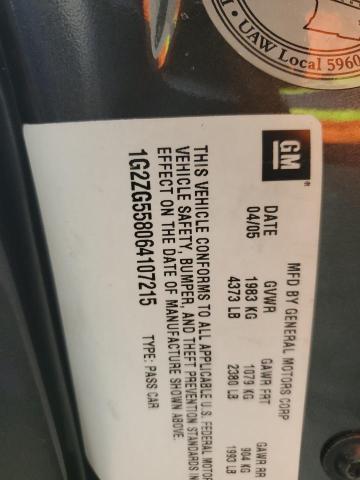 UAW Local 5960
GM
MFD BY GENERAL MOTORS CORP
DATE GVWR GAWR FRT GAWR RR
04/05 1983 KG 1079 KG 904 KG
4373 LB 2380 LB 1993 LB
THIS VEHICLE CONFORMS TO ALL APPLICABLE U.S. FEDERAL MOTOR
VEHICLE SAFETY, BUMPER, AND THEFT PREVENTION STANDARDS IN
EFFECT ON THE DATE OF MANUFACTURE SHOWN ABOVE.
1G2ZG558064107215 TYPE: PASS CAR